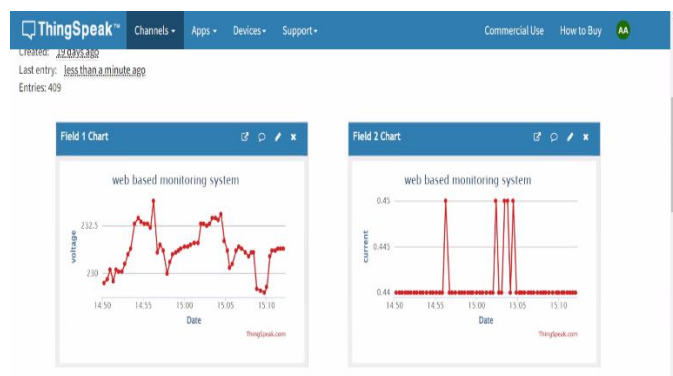 ThingSpeak™ Channels Apps Devices Support Commercial Use How to Buy AA
Created: 19 days ago
Last entry: less than a minute ago
Entries: 409
Field 1 Chart
web based monitoring system
232.5
230
voltage
14:50 14:55 15:00 15:05 15:10
Date
ThingSpeak.com
Field 2 Chart
web based monitoring system
0.45
0.445
0.44
current
14:50 14:55 15:00 15:05 15:10
Date
ThingSpeak.com